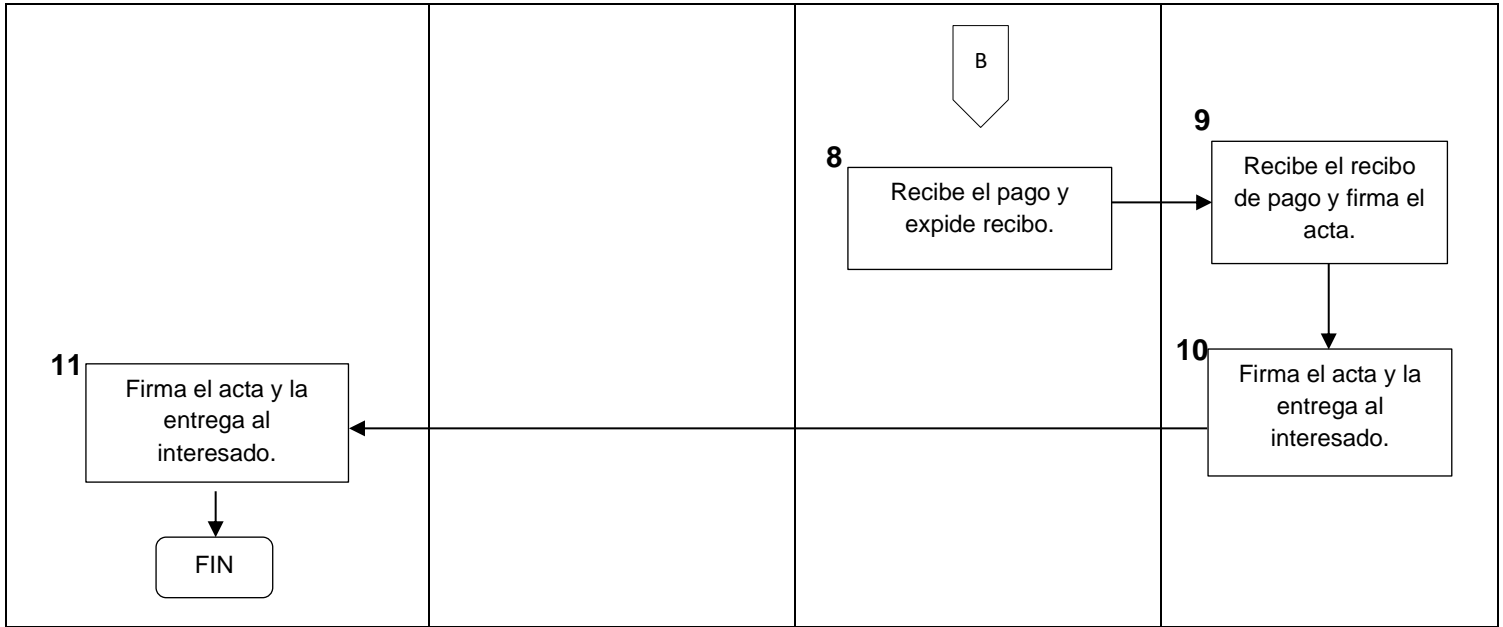 B
8
Recibe el pago y
expide recibo.
9
Recibe el recibo
de pago y firma el
acta.
10
Firma el acta y la
entrega al
interesado.
11
Firma el acta y la
entrega al
interesado.
FIN